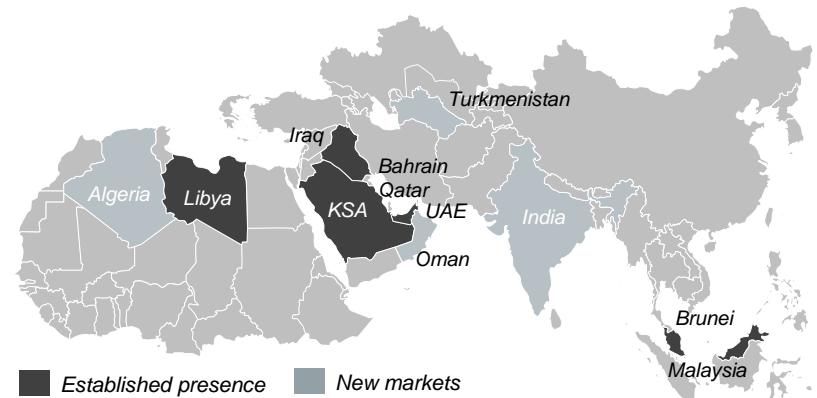 Turkmenistan
Iraq
Bahrain
Algeria
Libya
Qatar
KSA
UAE
India
Oman
Brunei
Malaysia
Established presence
New markets